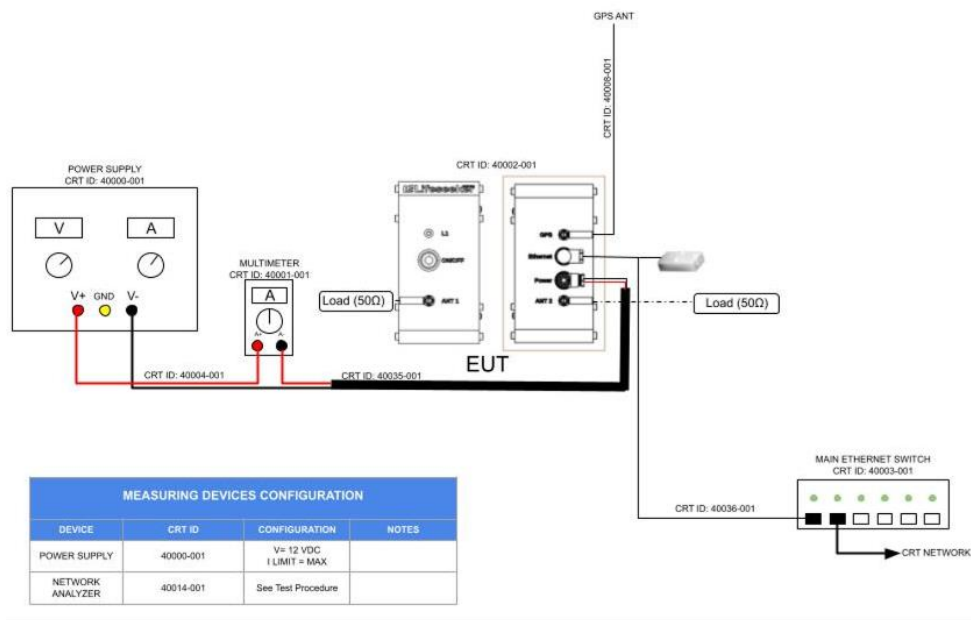 GPS ANT
CRT ID: 40008-001
CRT ID: 40002-001
POWER SUPPLY
CRT ID: 40000-001
V
A
V+
GND
V-
MULTIMETER
CRT ID: 40001-001
A
A+
A-
Lifeseeker
L1
ON/OFF
ANT 1
Load (50Ω)
GPS
Ethernet
Power
ANT 2
Load (50Ω)
EUT
CRT ID: 40004-001
CRT ID: 40035-001
MAIN ETHERNET SWITCH
CRT ID: 40003-001
CRT ID: 40036-001
CRT NETWORK
MEASURING DEVICES CONFIGURATION
DEVICE CRT ID CONFIGURATION NOTES
POWER SUPPLY 40000-001 V= 12 VDC
I LIMIT = MAX
NETWORK
ANALYZER 40014-001 See Test Procedure